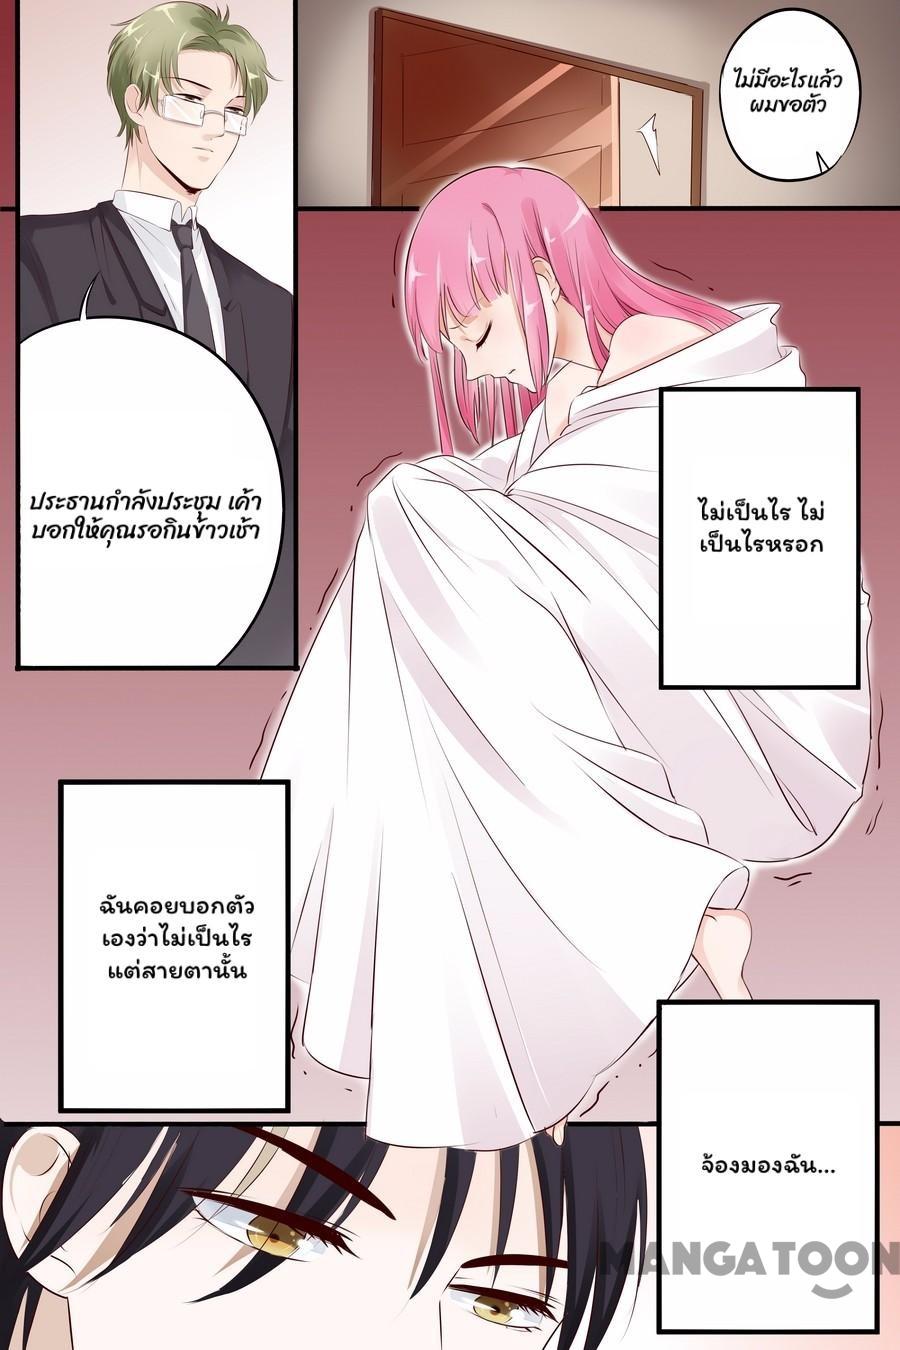 ประธานกำลังประชุม เค้า
บอกให้คุณรอกินข้าวเช้า
ไม่มีอะไรแล้ว
ผมขอตัว
ไม่เป็นไร ไม่
เป็นไรหรอก
ฉันคอยบอกตัว
เองว่าไม่เป็นไร
แต่สายตานั้น
จ้องมองฉัน...
MANGATOON